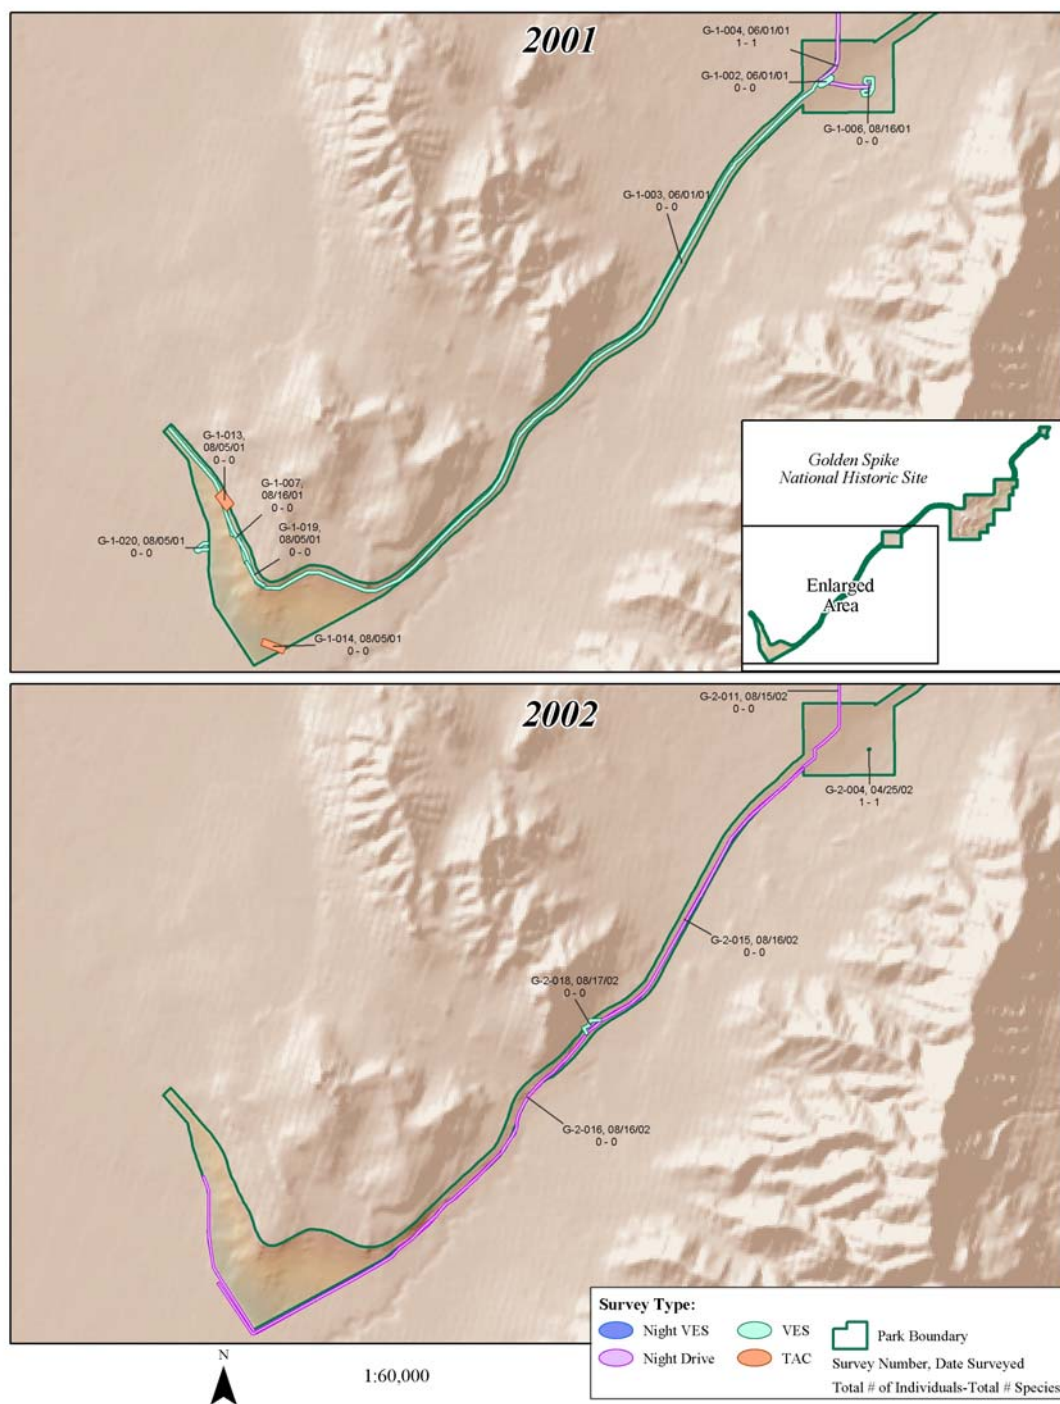 2001
G-1-004, 06/01/01
1 - 1
G-1-002, 06/01/01
0 - 0
G-1-006, 08/16/01
0 - 0
G-1-003, 06/01/01
0 - 0
G-1-013,
08/05/01
0 - 0
G-1-007,
08/16/01
0 - 0
G-1-019,
08/05/01
0 - 0
G-1-020, 08/05/01
0 - 0
G-1-014, 08/05/01
0 - 0
Golden Spike
National Historic Site
Enlarged
Area
2002
G-2-011, 08/15/02
0 - 0
G-2-004, 04/25/02
1 - 1
G-2-015, 08/16/02
0 - 0
G-2-018, 08/17/02
0 - 0
G-2-016, 08/16/02
0 - 0
Survey Type:
Night VES
VES
Park Boundary
Night Drive
TAC
Survey Number, Date Surveyed
Total # of Individuals-Total # Species
N
1:60,000